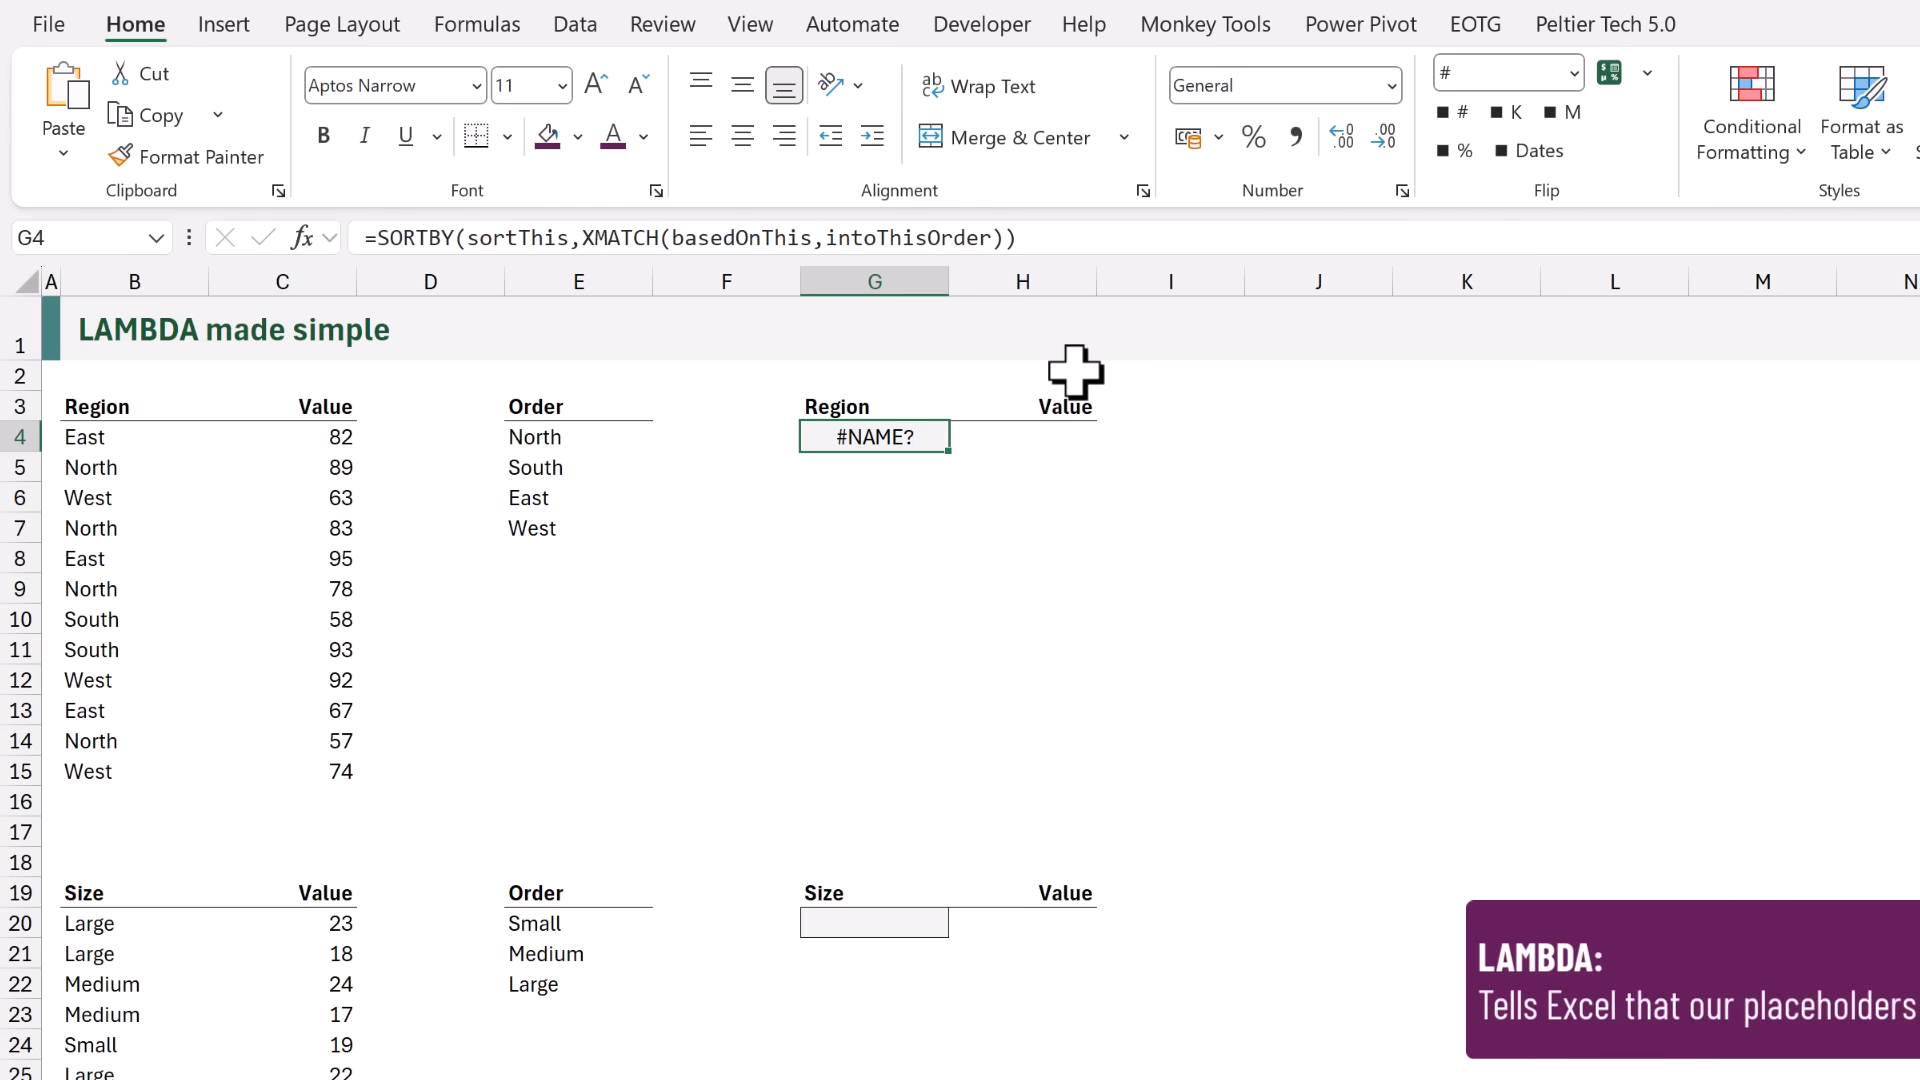 File Home Insert Page Layout Formulas Data Review View Automate Developer Help Monkey Tools Power Pivot EOTG Peltier Tech 5.0
Paste
Cut
Copy
Format Painter
Clipboard
Aptos Narrow 11
B I U
Font
Wrap Text
Merge & Center
Alignment
General
Number
#
# K M
% Dates
Flip
Conditional Formatting
Format as Table
Styles
G4 fx =SORTBY(sortThis,XMATCH(basedOnThis,intoThisOrder))
A B C D E F G H I J K L M N
1 LAMBDA made simple
2
3 Region Value Order Region Value
4 East 82 North #NAME?
5 North 89 South
6 West 63 East
7 North 83 West
8 East 95
9 North 78
10 South 58
11 South 93
12 West 92
13 East 67
14 North 57
15 West 74
16
17
18
19 Size Value Order Size Value
20 Large 23 Small
21 Large 18 Medium
22 Medium 24 Large
23 Medium 17
24 Small 19
25 Large 22
LAMBDA:
Tells Excel that our placeholders